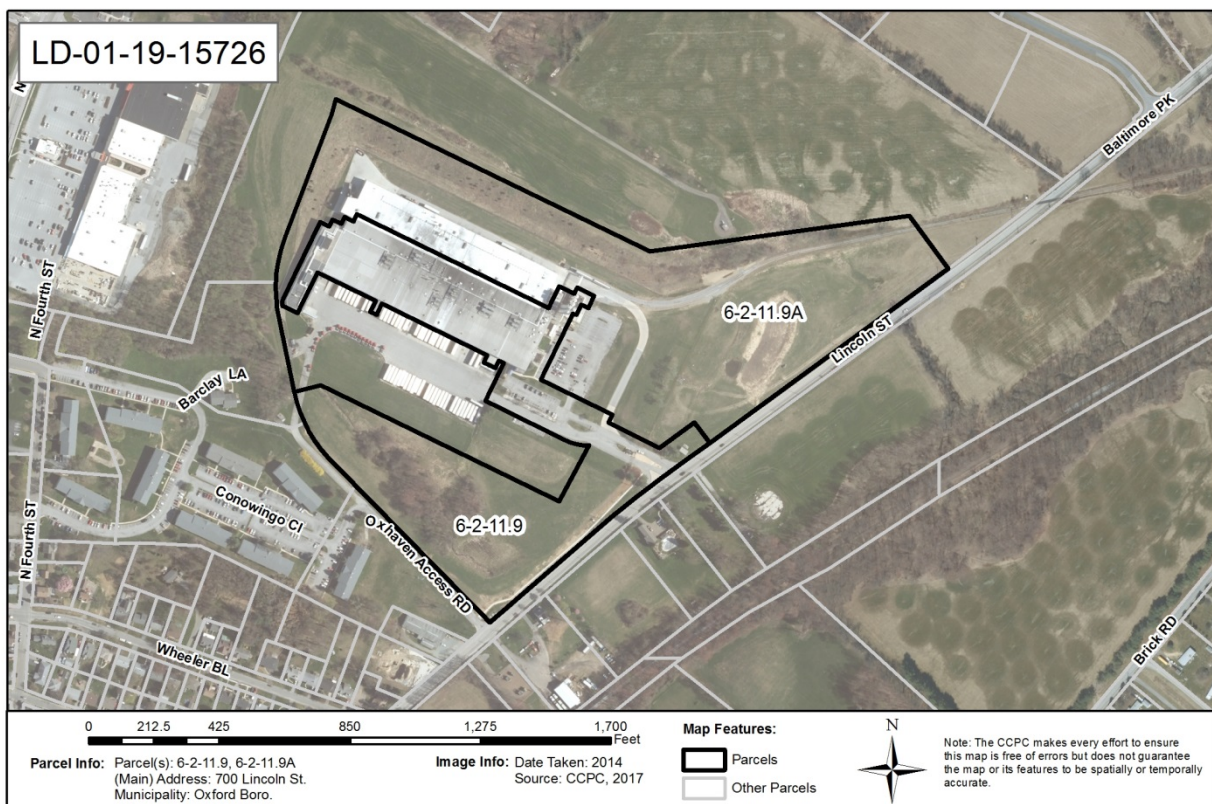 LD-01-19-15726
N
N Fourth ST
Baltimore PK
6-2-11.9A
Lincoln ST
Barclay LA
Conowingo CI
N Fourth ST
Oxhaven Access RD
6-2-11.9
Wheeler BL
Brick RD
0 212.5 425 850 1,275 1,700
Feet
Parcel Info: Parcel(s): 6-2-11.9, 6-2-11.9A
(Main) Address: 700 Lincoln St.
Municipality: Oxford Boro.
Image Info: Date Taken: 2014
Source: CCPC, 2017
Map Features:
Parcels
Other Parcels
N
Note: The CCPC makes every effort to ensure
this map is free of errors but does not guarantee
the map or its features to be spatially or temporally
accurate.